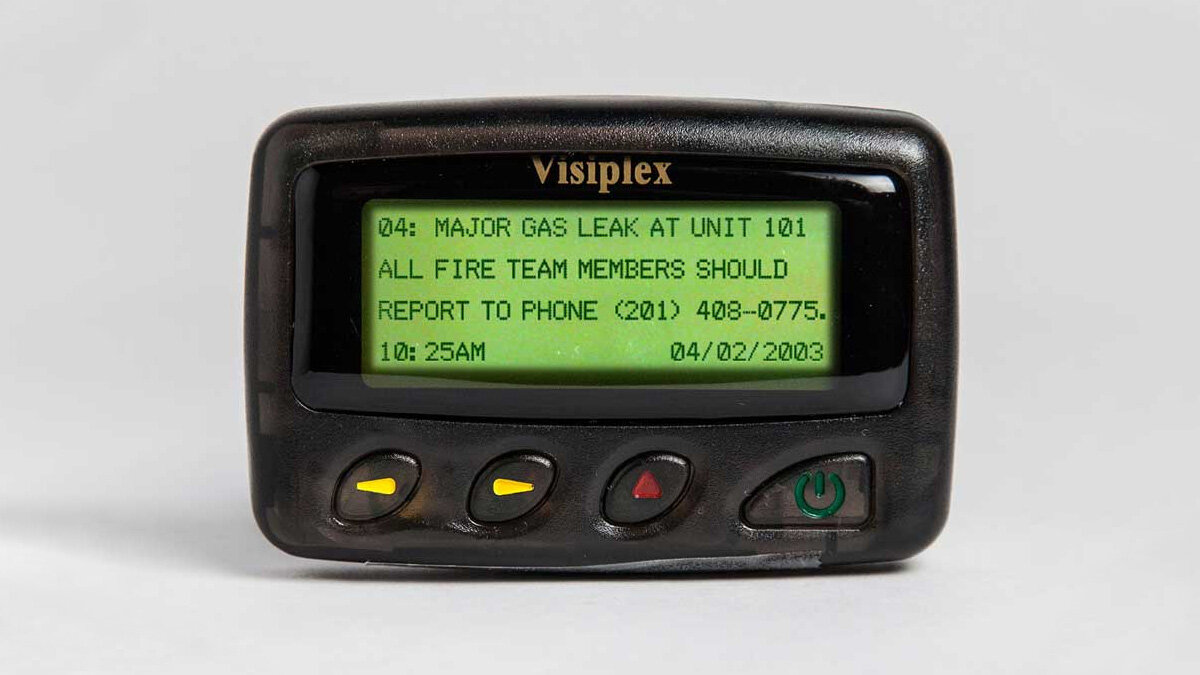 Visiplex
04: MAJOR GAS LEAK AT UNIT 101
ALL FIRE TEAM MEMBERS SHOULD
REPORT TO PHONE (201) 408-0775.
10:25AM 04/02/2003